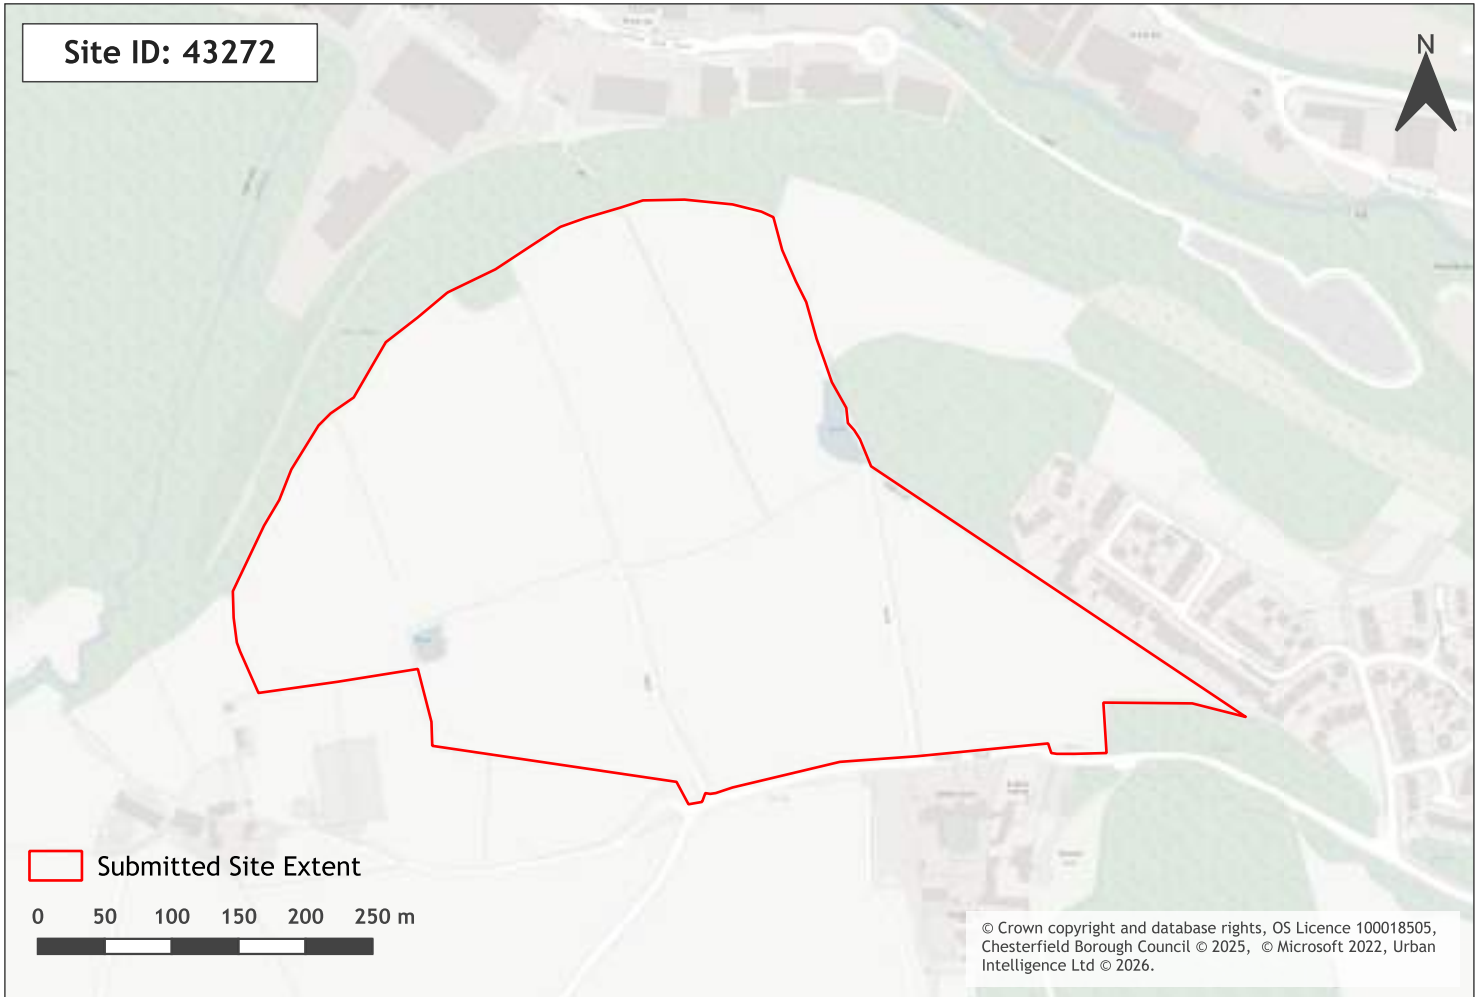 Site ID: 43272
N
Submitted Site Extent
0 50 100 150 200 250 m
© Crown copyright and database rights, OS Licence 100018505,
Chesterfield Borough Council © 2025, © Microsoft 2022, Urban
Intelligence Ltd © 2026.